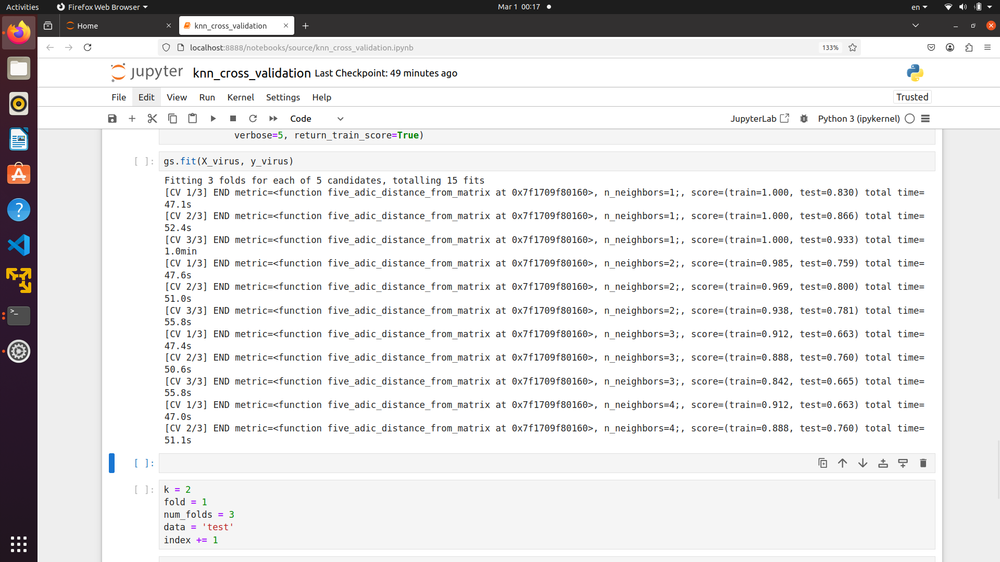 Activities
Firefox Web Browser
Mar 1 00:17
en
Home
knn_cross_validation
localhost:8888/notebooks/source/knn_cross_validation.ipynb
133%
jupyter
knn_cross_validation Last Checkpoint: 49 minutes ago
File Edit View Run Kernel Settings Help
Trusted
Code
JupyterLab
Python 3 (ipykernel)
verbose=5, return_train_score=True)
[ ]: gs.fit(X_virus, y_virus)
Fitting 3 folds for each of 5 candidates, totalling 15 fits
[CV 1/3] END metric=<function five_adic_distance_from_matrix at 0x7f1709f80160>, n_neighbors=1;, score=(train=1.000, test=0.830) total time=
47.1s
[CV 2/3] END metric=<function five_adic_distance_from_matrix at 0x7f1709f80160>, n_neighbors=1;, score=(train=1.000, test=0.866) total time=
52.4s
[CV 3/3] END metric=<function five_adic_distance_from_matrix at 0x7f1709f80160>, n_neighbors=1;, score=(train=1.000, test=0.933) total time=
1.0min
[CV 1/3] END metric=<function five_adic_distance_from_matrix at 0x7f1709f80160>, n_neighbors=2;, score=(train=0.985, test=0.759) total time=
47.6s
[CV 2/3] END metric=<function five_adic_distance_from_matrix at 0x7f1709f80160>, n_neighbors=2;, score=(train=0.969, test=0.800) total time=
51.0s
[CV 3/3] END metric=<function five_adic_distance_from_matrix at 0x7f1709f80160>, n_neighbors=2;, score=(train=0.938, test=0.781) total time=
55.8s
[CV 1/3] END metric=<function five_adic_distance_from_matrix at 0x7f1709f80160>, n_neighbors=3;, score=(train=0.912, test=0.663) total time=
47.4s
[CV 2/3] END metric=<function five_adic_distance_from_matrix at 0x7f1709f80160>, n_neighbors=3;, score=(train=0.888, test=0.760) total time=
50.6s
[CV 3/3] END metric=<function five_adic_distance_from_matrix at 0x7f1709f80160>, n_neighbors=3;, score=(train=0.842, test=0.665) total time=
55.8s
[CV 1/3] END metric=<function five_adic_distance_from_matrix at 0x7f1709f80160>, n_neighbors=4;, score=(train=0.912, test=0.663) total time=
47.0s
[CV 2/3] END metric=<function five_adic_distance_from_matrix at 0x7f1709f80160>, n_neighbors=4;, score=(train=0.888, test=0.760) total time=
51.1s
[ ]:
[ ]: k = 2
fold = 1
num_folds = 3
data = 'test'
index += 1